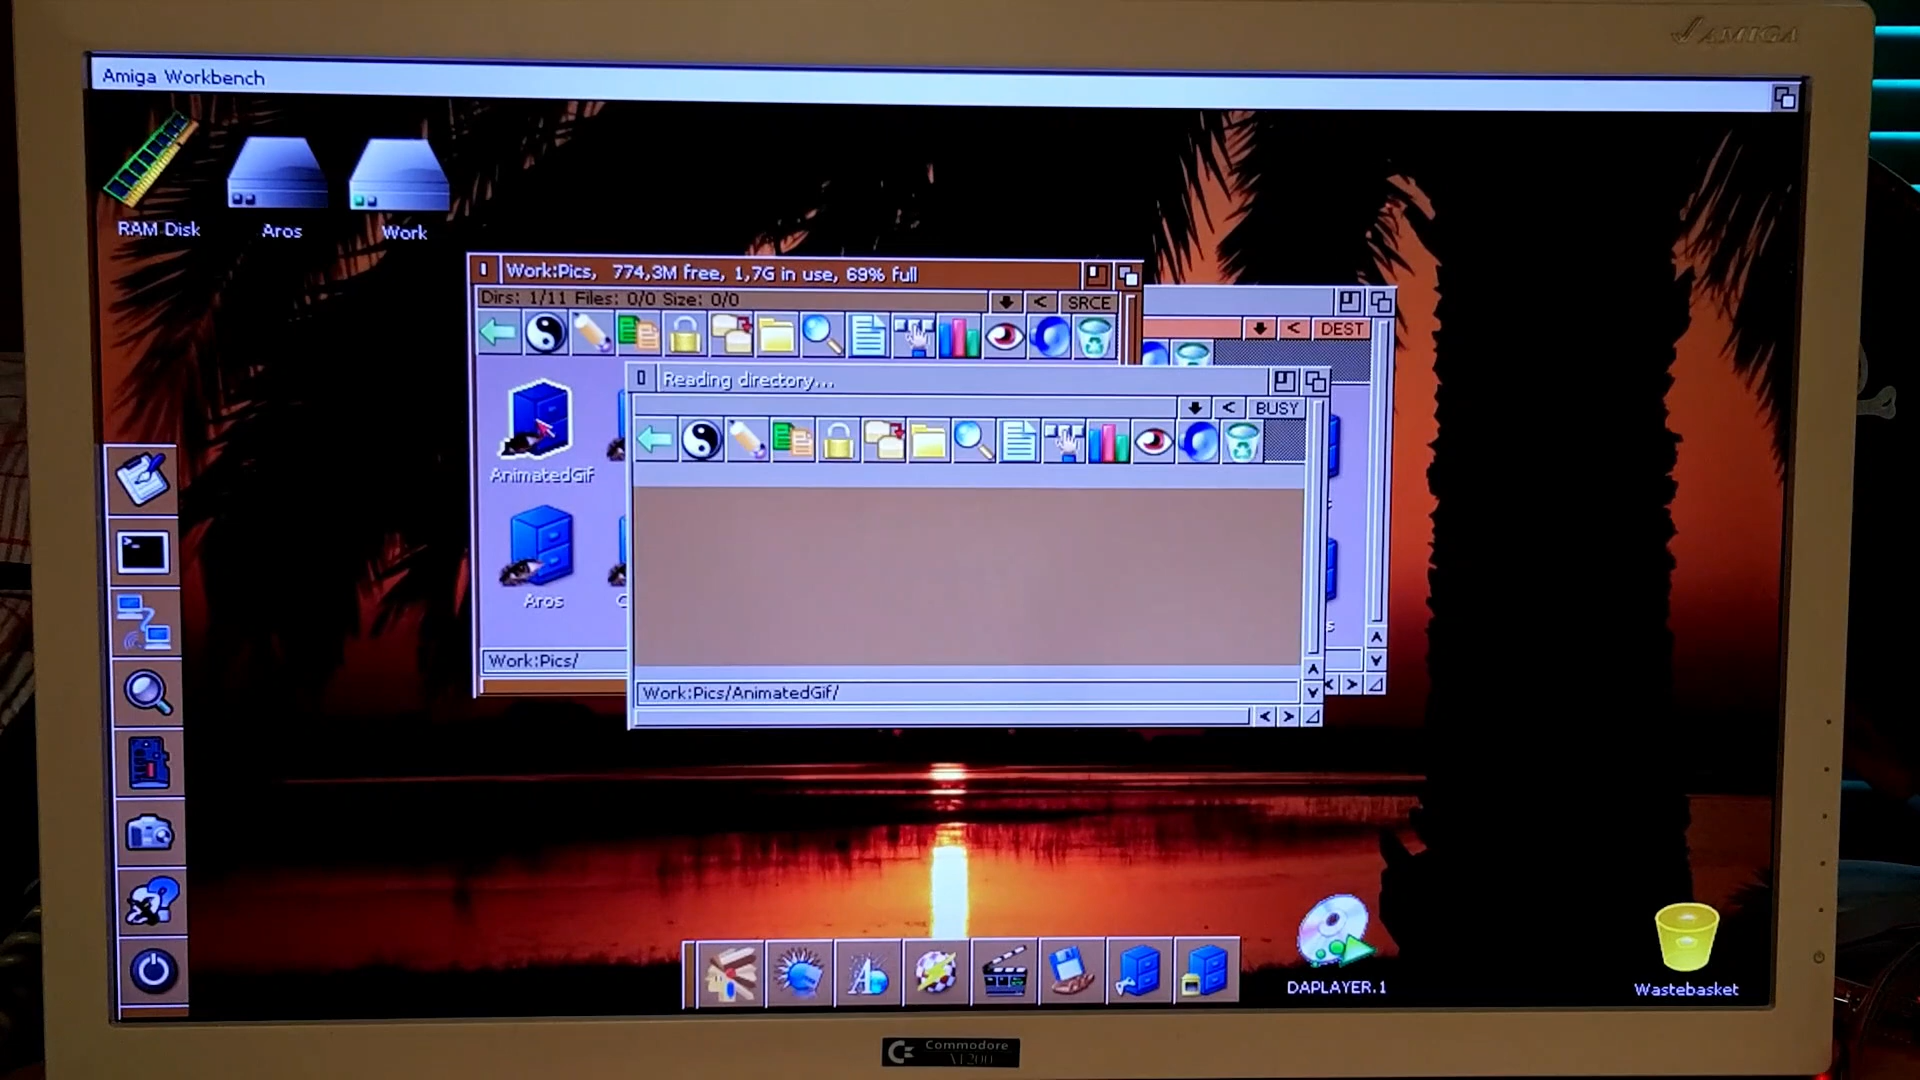 AMIGA
Amiga Workbench
RAM Disk
Aros
Work
Work:Pics, 774,3M free, 1,7G in use, 69% full
Dirs: 1/11 Files: 0/0 Size: 0/0
SRCE
DEST
Reading directory...
BUSY
AnimatedGif
Aros
Work:Pics/
Work:Pics/AnimatedGif/
DAPLAYER.1
Wastebasket
Commodore
A1200